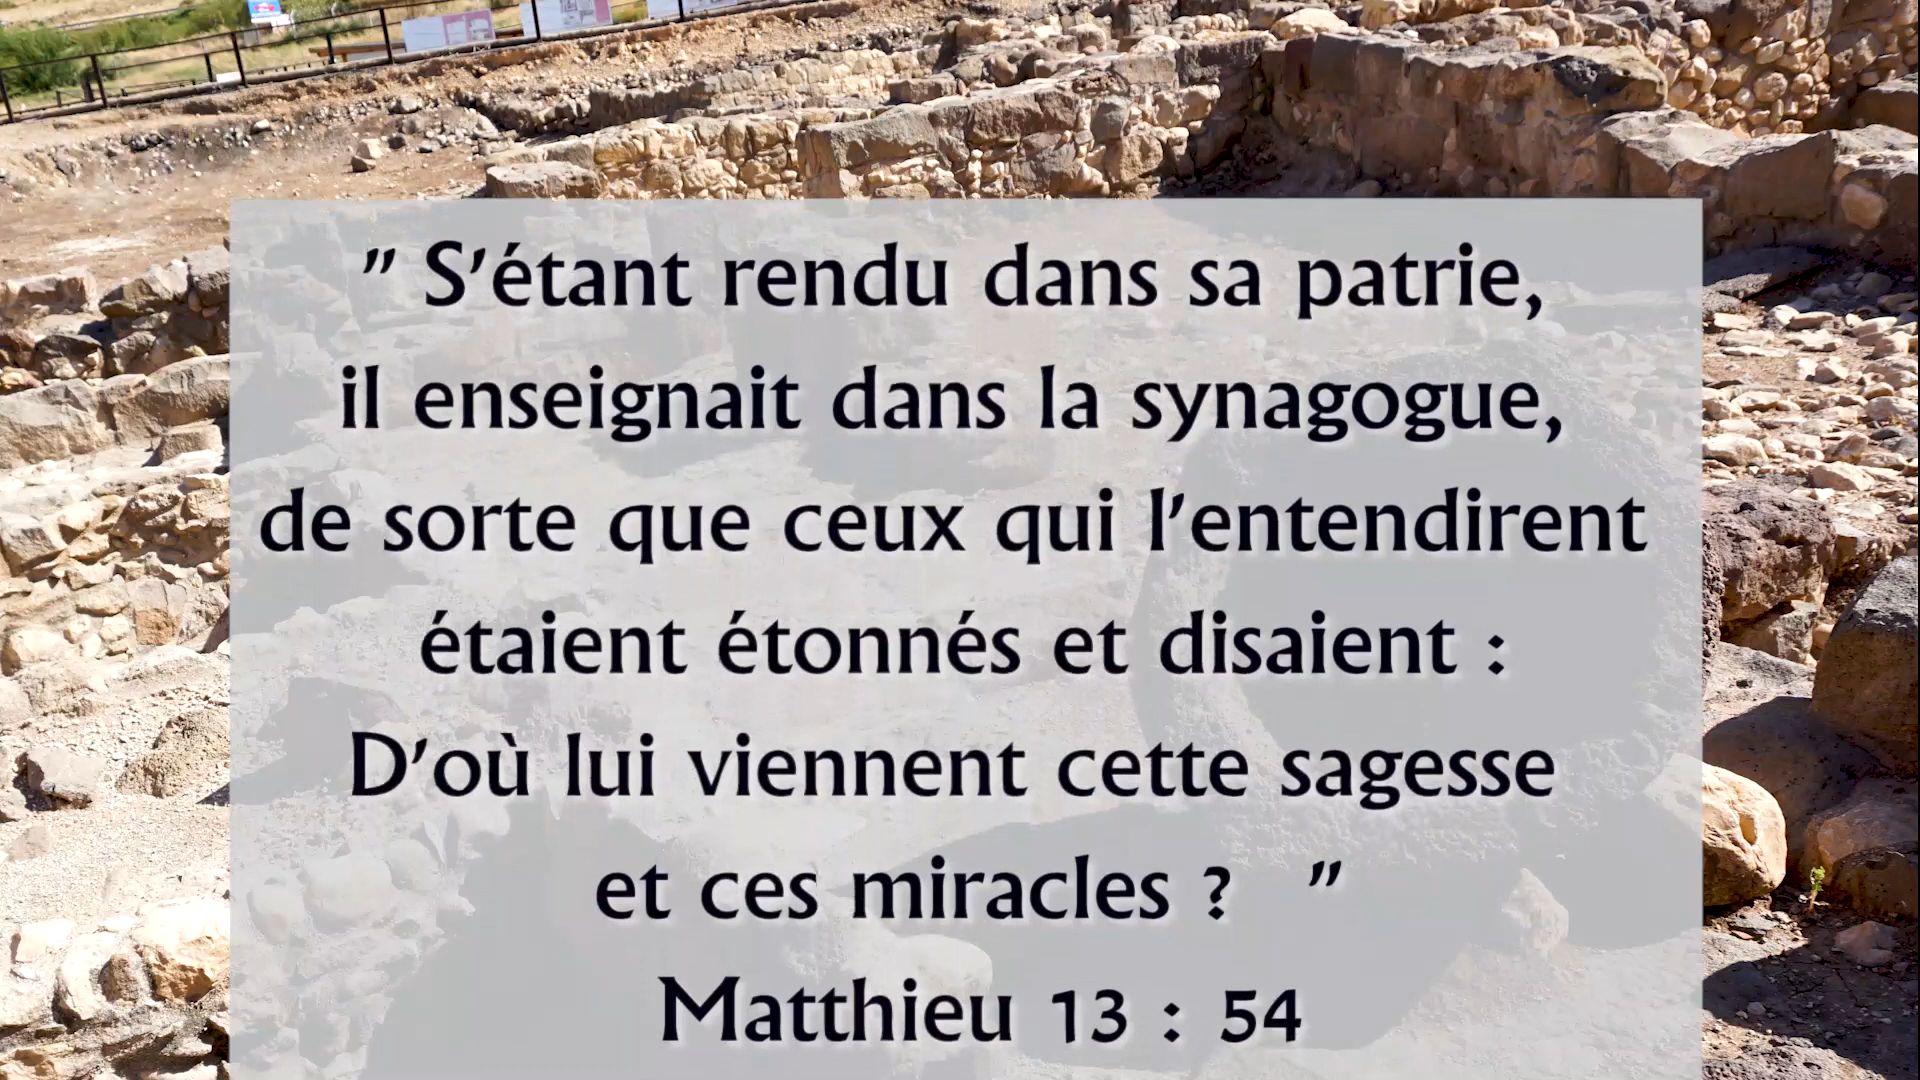 " S'étant rendu dans sa patrie,
il enseignait dans la synagogue,
de sorte que ceux qui l'entendirent
étaient étonnés et disaient :
D'où lui viennent cette sagesse
et ces miracles ? "
Matthieu 13 : 54